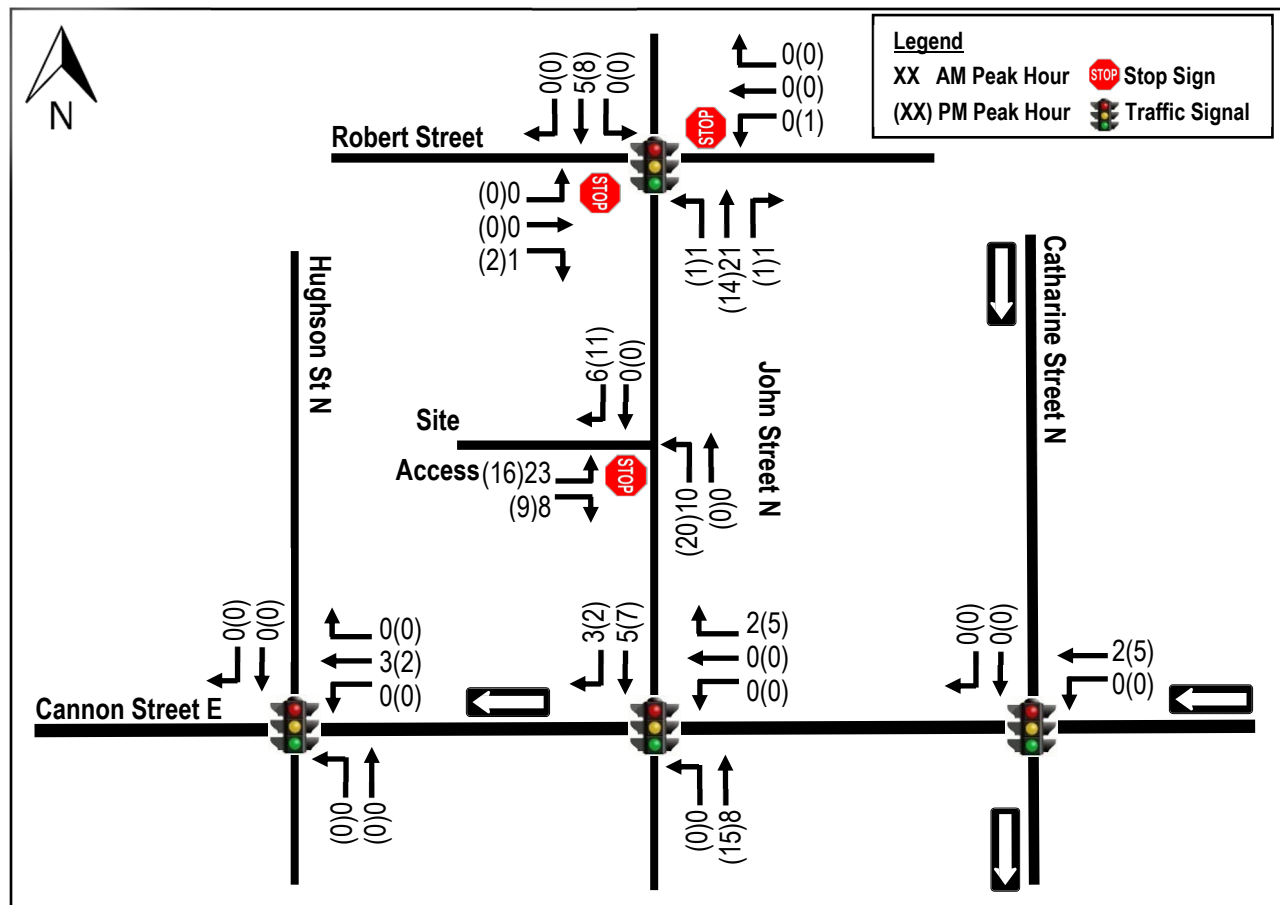 Legend
XX AM Peak Hour STOP Stop Sign
(XX) PM Peak Hour Traffic Signal
N
0(0)
5(8)
0(0)
0(0)
0(0)
0(1)
STOP
Robert Street
(0)0
(0)0
(2)1
STOP
(1)1
(14)21
(1)1
Hughson St N
Catharine Street N
John Street N
6(11)
0(0)
Site
Access
(16)23
(9)8
STOP
(20)10
(0)0
0(0)
0(0)
0(0)
3(2)
0(0)
3(2)
5(7)
2(5)
0(0)
0(0)
0(0)
0(0)
2(5)
0(0)
Cannon Street E
(0)0
(0)0
(0)0
(15)8